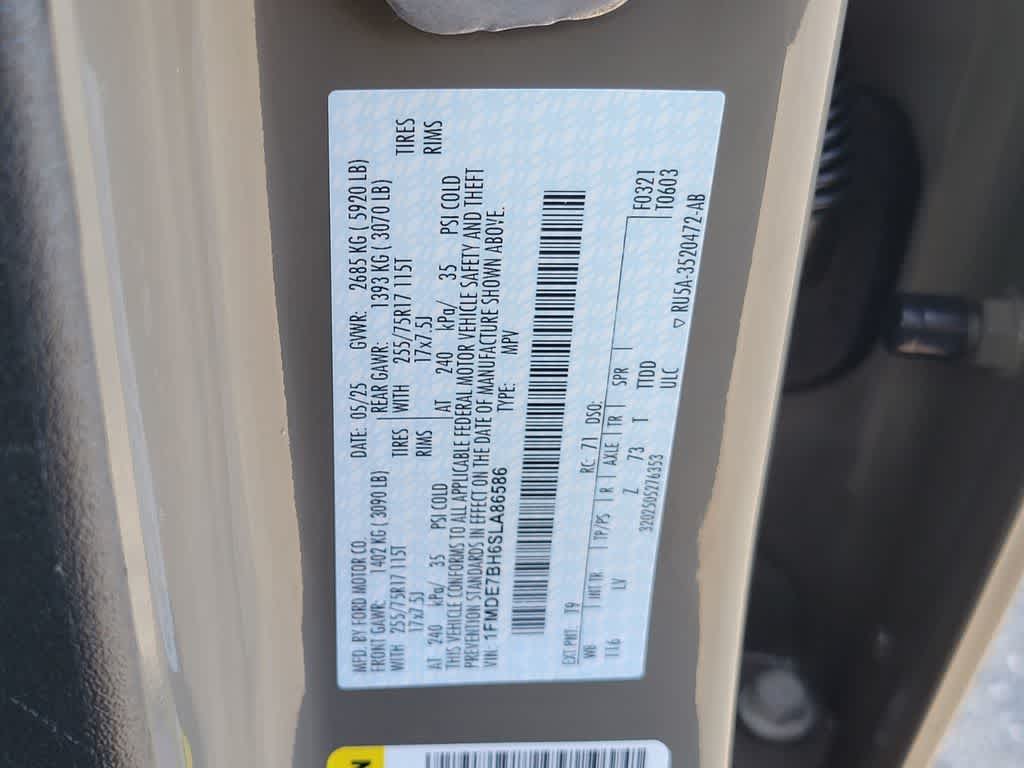 MFD. BY FORD MOTOR CO. DATE: 05/25 GVWR: 2685 KG ( 5920 LB)
FRONT GAWR: 1402 KG ( 3090 LB) REAR GAWR: 1393 KG ( 3070 LB)
WITH 255/75R17 115T TIRES WITH 255/75R17 115T TIRES
17x7.5J RIMS 17x7.5J RIMS
AT 240 kPa/ 35 PSI COLD AT 240 kPa/ 35 PSI COLD
THIS VEHICLE CONFORMS TO ALL APPLICABLE FEDERAL MOTOR VEHICLE SAFETY AND THEFT
PREVENTION STANDARDS IN EFFECT ON THE DATE OF MANUFACTURE SHOWN ABOVE.
VIN: 1FMDE7BH6SLA86586 TYPE: MPV
EXT PNT: T9 RC: 71 DSO: F0321
WB INT TR TP/PS R AXLE TR SPR T0603
116 LV Z 73 T TTDD
ULC
3202505276353 ▽ RU5A-3520472-AB
N